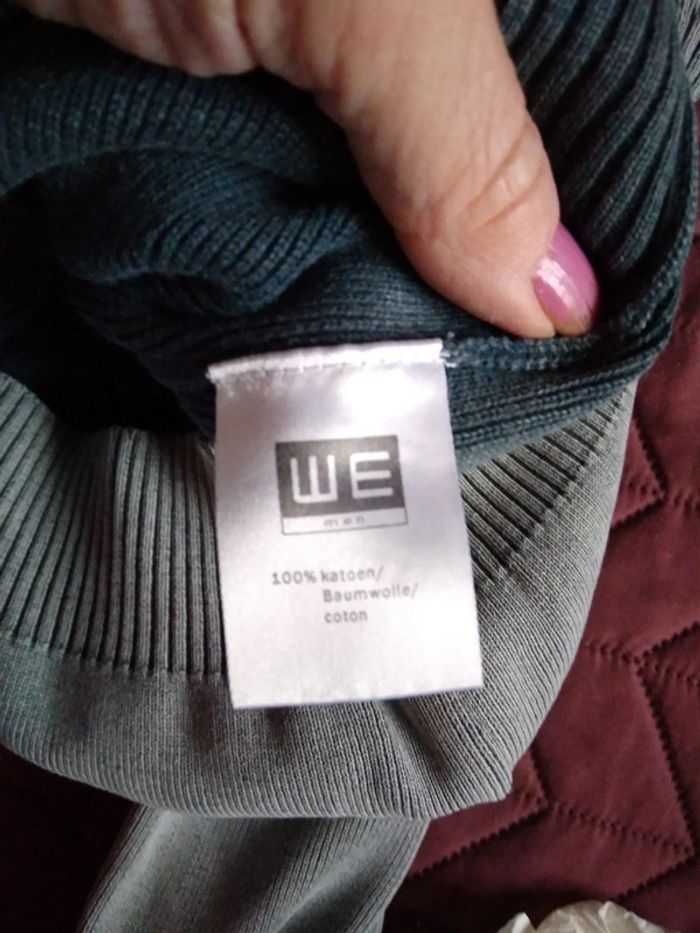 WE
men
100% katoen/
Baumwolle/
coton